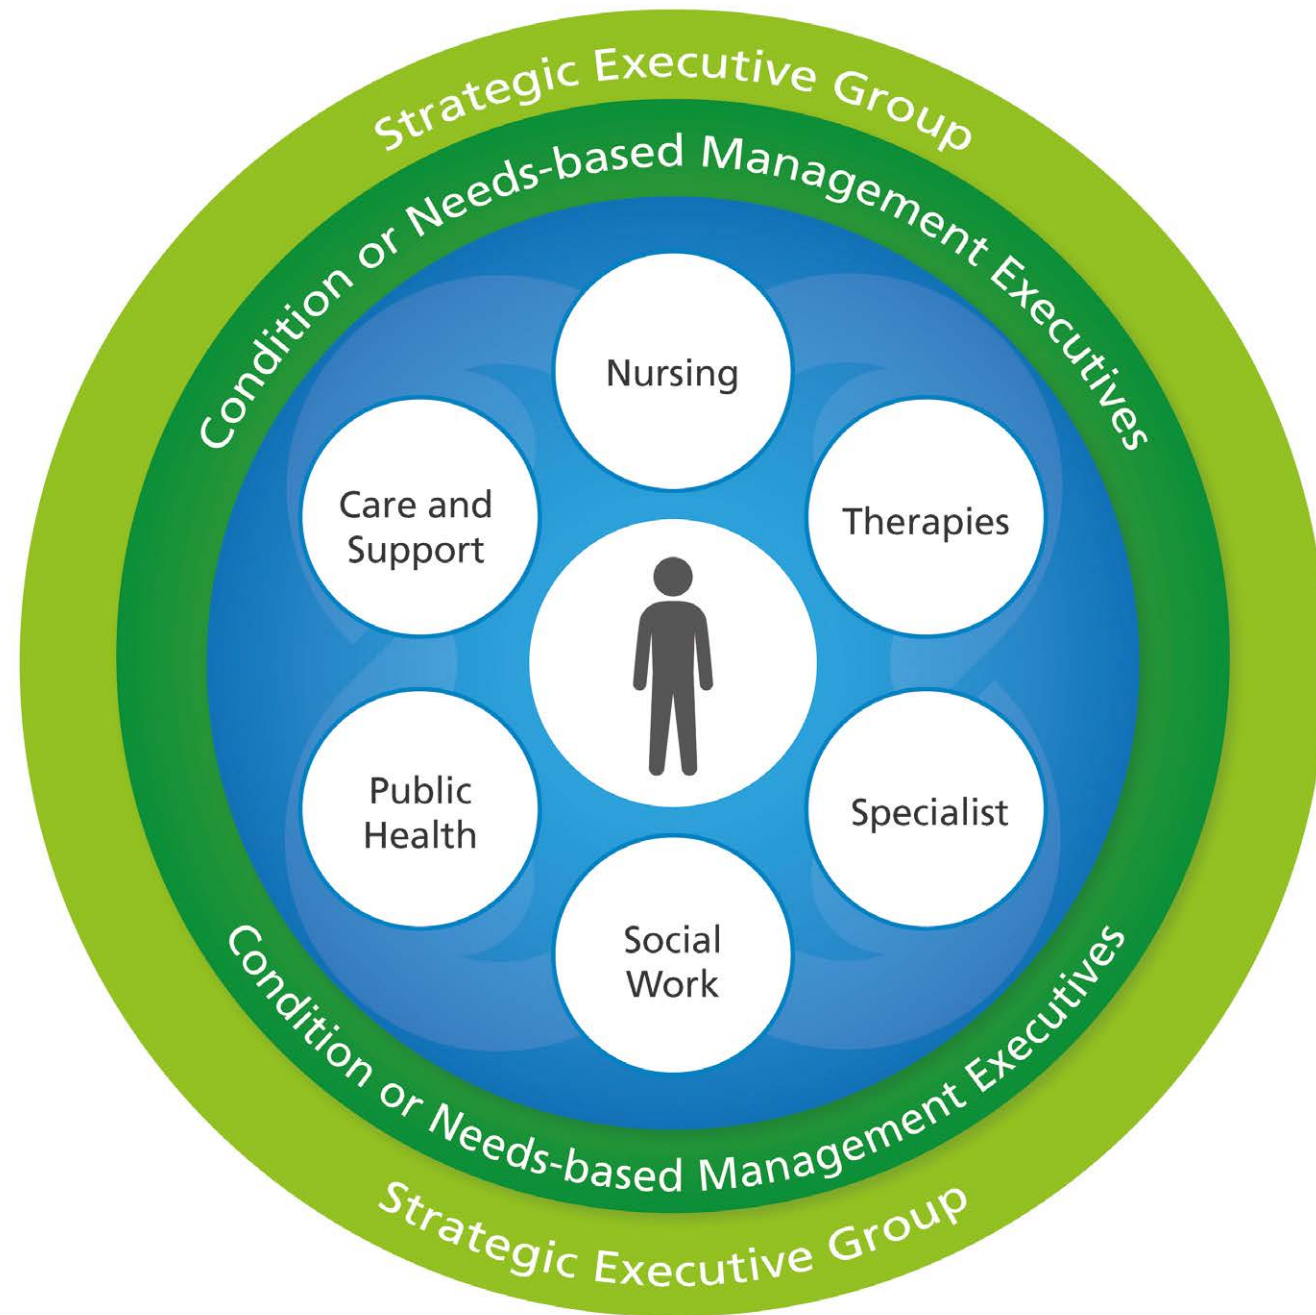 Strategic Executive Group
Condition or Needs-based Management Executives
Nursing
Care and
Support
Therapies
Public
Health
Specialist
Social
Work
Condition or Needs-based Management Executives
Strategic Executive Group